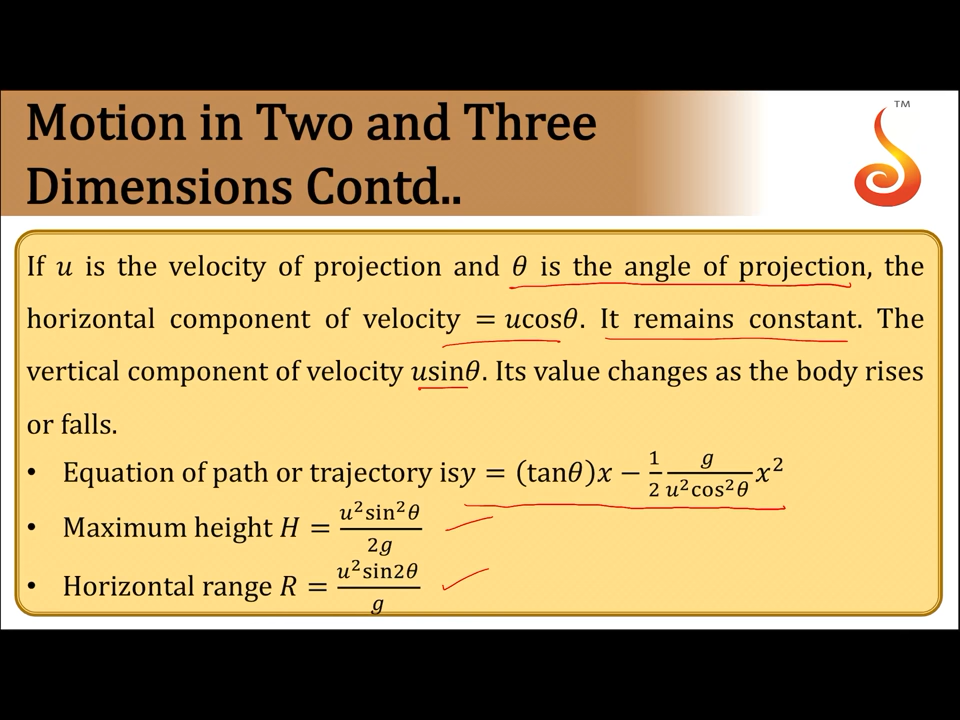 Motion in Two and Three
Dimensions Contd..
TM
If 𝑢 is the velocity of projection and 𝜃 is the angle of projection, the
horizontal component of velocity = 𝑢cos𝜃. It remains constant. The
vertical component of velocity 𝑢sin𝜃. Its value changes as the body rises
or falls.
• Equation of path or trajectory is𝑦 = (tan𝜃)𝑥 − 1/2 𝑔/𝑢²cos²𝜃 𝑥²
• Maximum height 𝐻 = 𝑢²sin²𝜃/2𝑔
• Horizontal range 𝑅 = 𝑢²sin2𝜃/𝑔